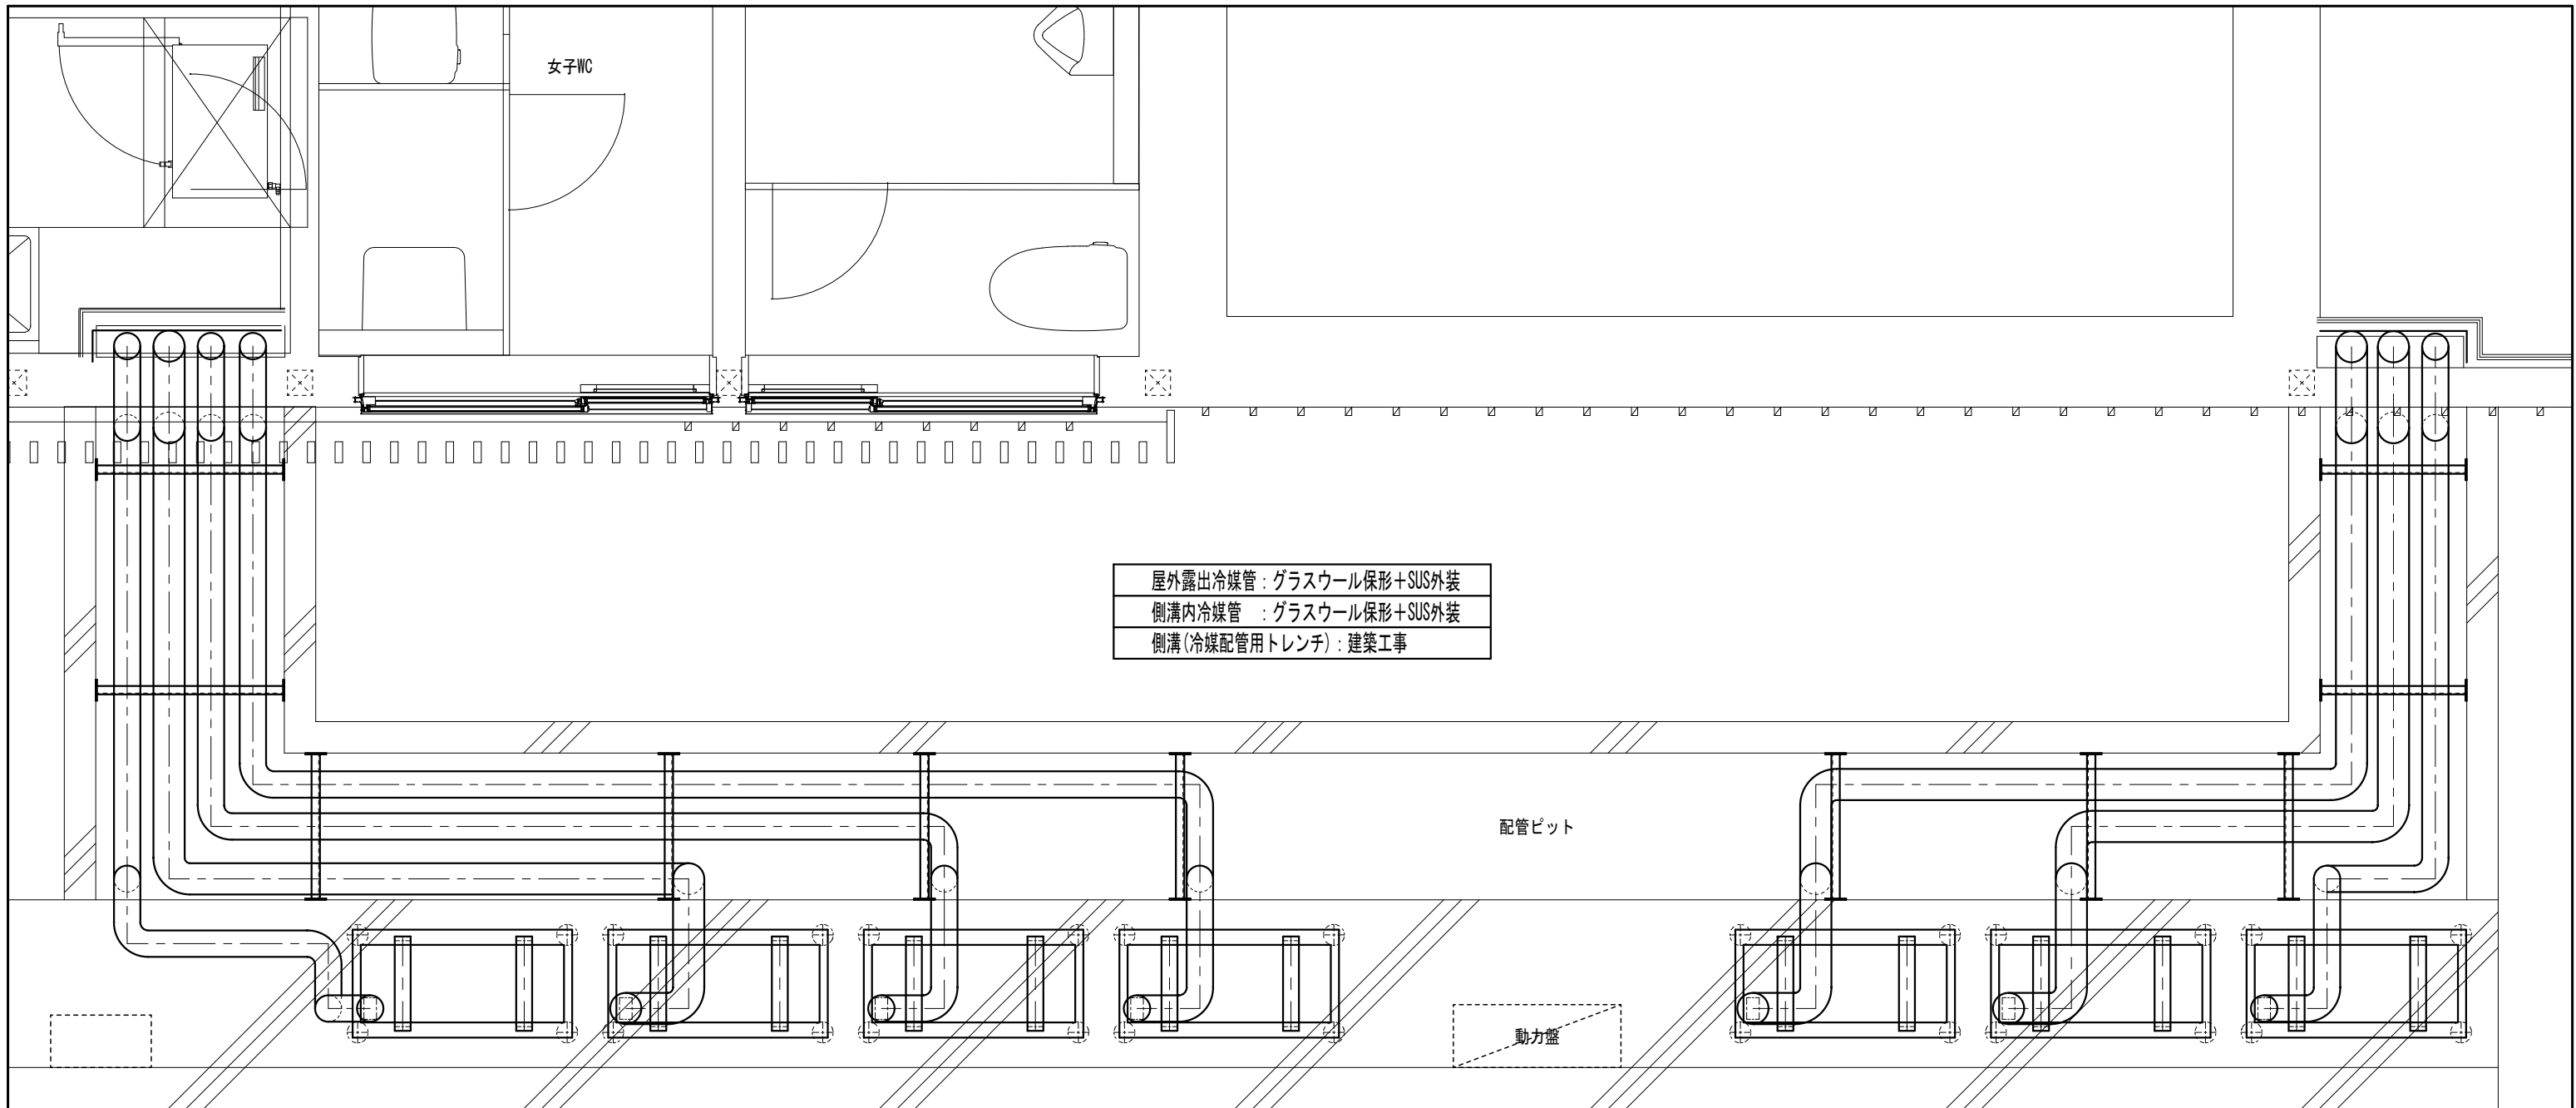 女子WC
屋外露出冷媒管：グラスウール保形＋SUS外装
側溝内冷媒管　：グラスウール保形＋SUS外装
側溝(冷媒配管用トレンチ)：建築工事
配管ピット
動力盤